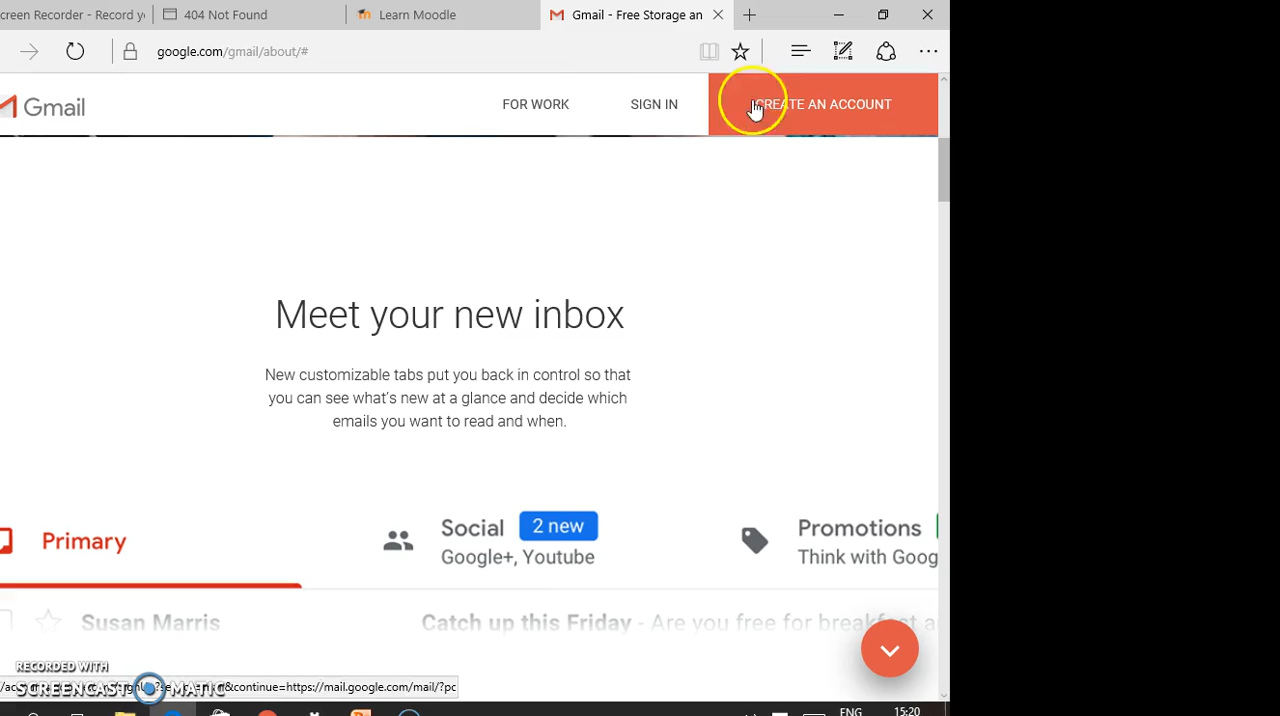 creen Recorder - Record y
404 Not Found
Learn Moodle
Gmail - Free Storage an
google.com/gmail/about/#
Gmail
FOR WORK
SIGN IN
CREATE AN ACCOUNT
Meet your new inbox
New customizable tabs put you back in control so that
you can see what's new at a glance and decide which
emails you want to read and when.
Primary
Social
2 new
Promotions
Google+, Youtube
Think with Goog
Susan Marris
Catch up this Friday - Are you free for breakfast a
RECORDED WITH
SCREENCAST-O-MATIC
&continue=https://mail.google.com/mail/?pc
ENG
15:20